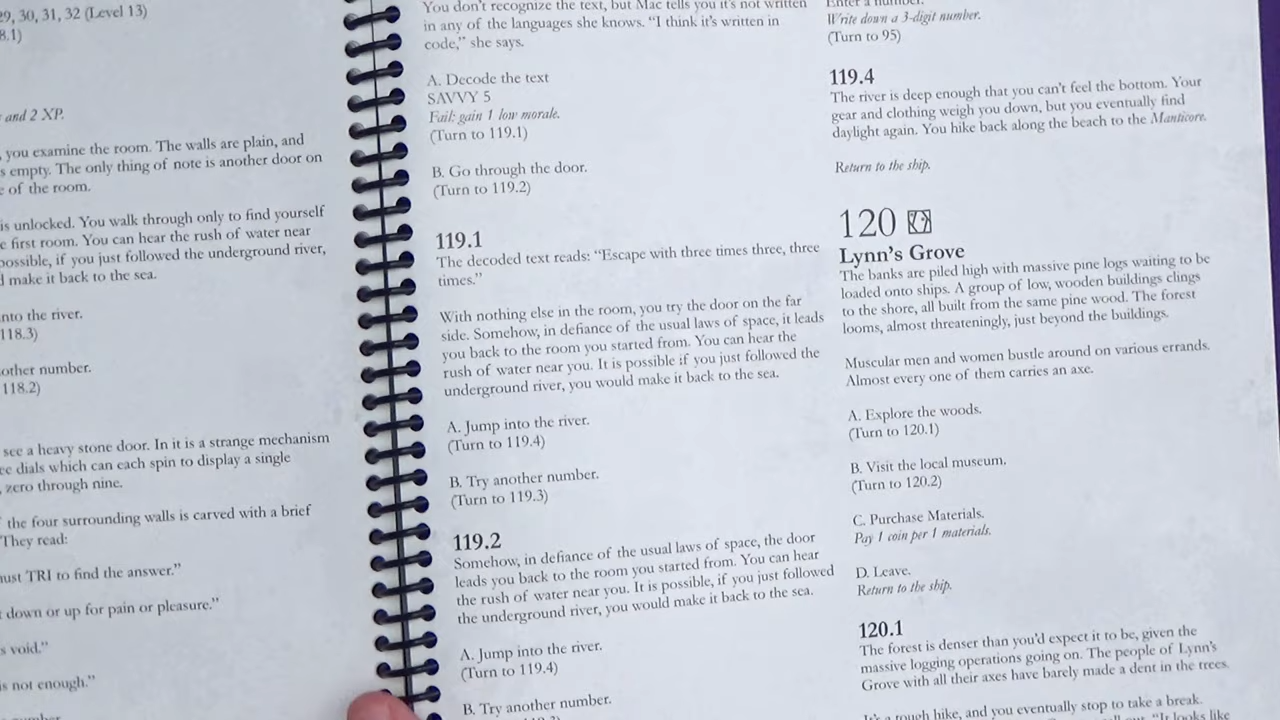 29, 30, 31, 32 (Level 13)
8.1)
and 2 XP.
, you examine the room. The walls are plain, and
s empty. The only thing of note is another door on
e of the room.
is unlocked. You walk through only to find yourself
e first room. You can hear the rush of water near
possible, if you just followed the underground river,
d make it back to the sea.
nto the river.
118.3)
other number.
118.2)
see a heavy stone door. In it is a strange mechanism
ee dials which can each spin to display a single
, zero through nine.
the four surrounding walls is carved with a brief
They read:
ust TRI to find the answer."
down or up for pain or pleasure."
s void."
is not enough."
You don't recognize the text, but Mac tells you it's not written
in any of the languages she knows. "I think it's written in
code," she says.
A. Decode the text
SAVVY 5
Fail: gain 1 low morale.
(Turn to 119.1)
B. Go through the door.
(Turn to 119.2)
119.1
The decoded text reads: "Escape with three times three, three
times."
With nothing else in the room, you try the door on the far
side. Somehow, in defiance of the usual laws of space, it leads
you back to the room you started from. You can hear the
rush of water near you. It is possible if you just followed the
underground river, you would make it back to the sea.
A. Jump into the river.
(Turn to 119.4)
B. Try another number.
(Turn to 119.3)
119.2
Somehow, in defiance of the usual laws of space, the door
leads you back to the room you started from. You can hear
the rush of water near you. It is possible, if you just followed
the underground river, you would make it back to the sea.
A. Jump into the river.
(Turn to 119.4)
B. Try another number.
Enter a number.
Write down a 3-digit number.
(Turn to 95)
119.4
The river is deep enough that you can't feel the bottom. Your
gear and clothing weigh you down, but you eventually find
daylight again. You hike back along the beach to the Manticore.
Return to the ship.
120
Lynn's Grove
The banks are piled high with massive pine logs waiting to be
loaded onto ships. A group of low, wooden buildings clings
to the shore, all built from the same pine wood. The forest
looms, almost threateningly, just beyond the buildings.
Muscular men and women bustle around on various errands.
Almost every one of them carries an axe.
A. Explore the woods.
(Turn to 120.1)
B. Visit the local museum.
(Turn to 120.2)
C. Purchase Materials.
Pay 1 coin per 1 materials.
D. Leave.
Return to the ship.
120.1
The forest is denser than you'd expect it to be, given the
massive logging operations going on. The people of Lynn's
Grove with all their axes have barely made a dent in the trees.
It's a tough hike, and you eventually stop to take a break.
"It looks like